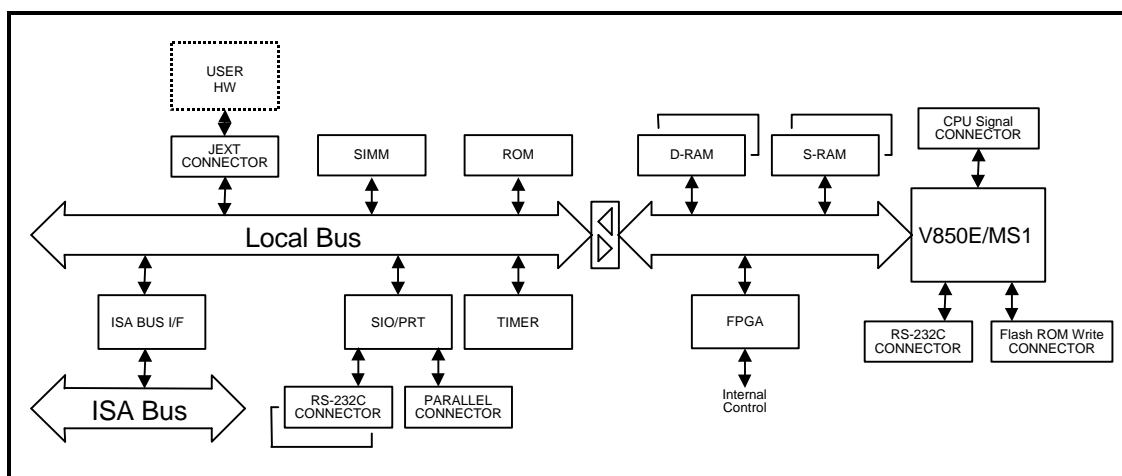 USER
HW
CPU Signal
CONNECTOR
JEXT
CONNECTOR
SIMM
ROM
D-RAM
S-RAM
Local Bus
V850E/MS1
ISA BUS I/F
SIO/PRT
TIMER
FPGA
RS-232C
CONNECTOR
Flash ROM Write
CONNECTOR
ISA Bus
RS-232C
CONNECTOR
PARALLEL
CONNECTOR
Internal
Control